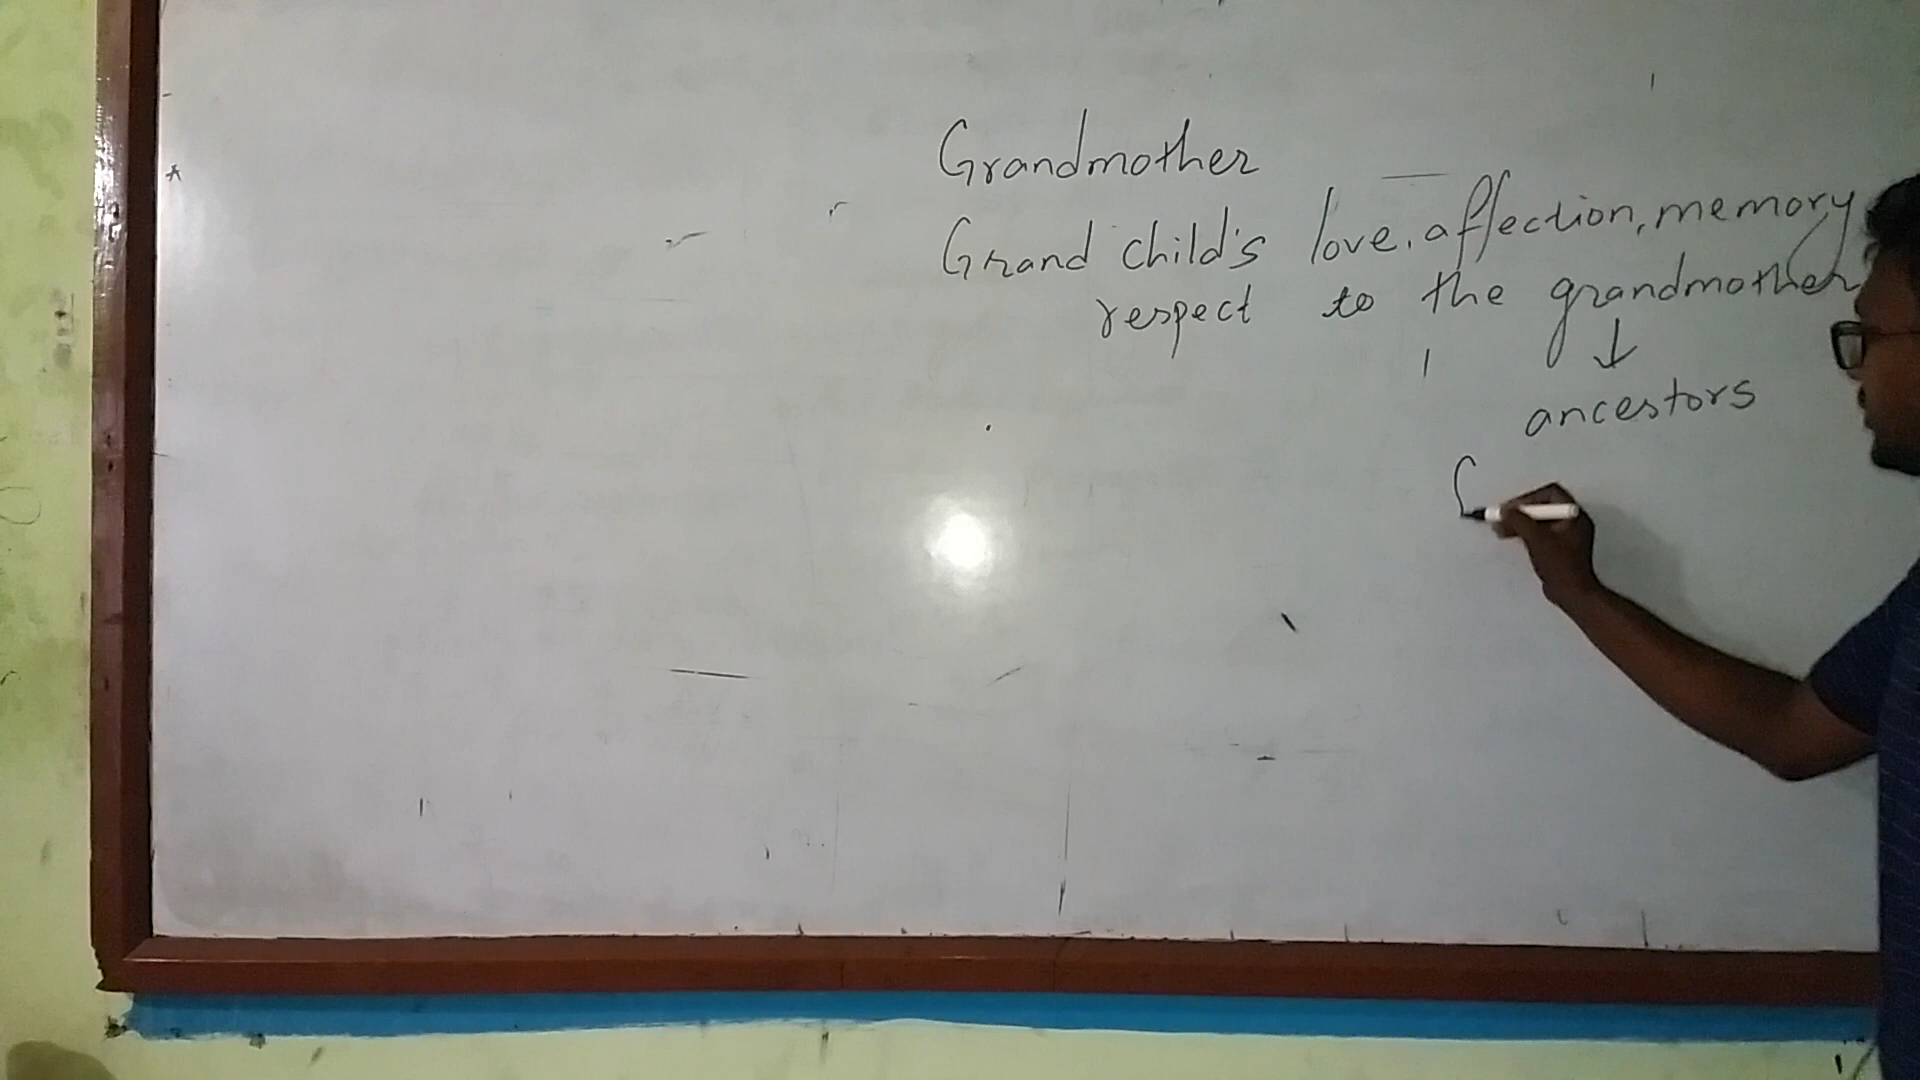 Grandmother
Grand child's love, affection, memory
respect to the grandmother
↓
ancestors